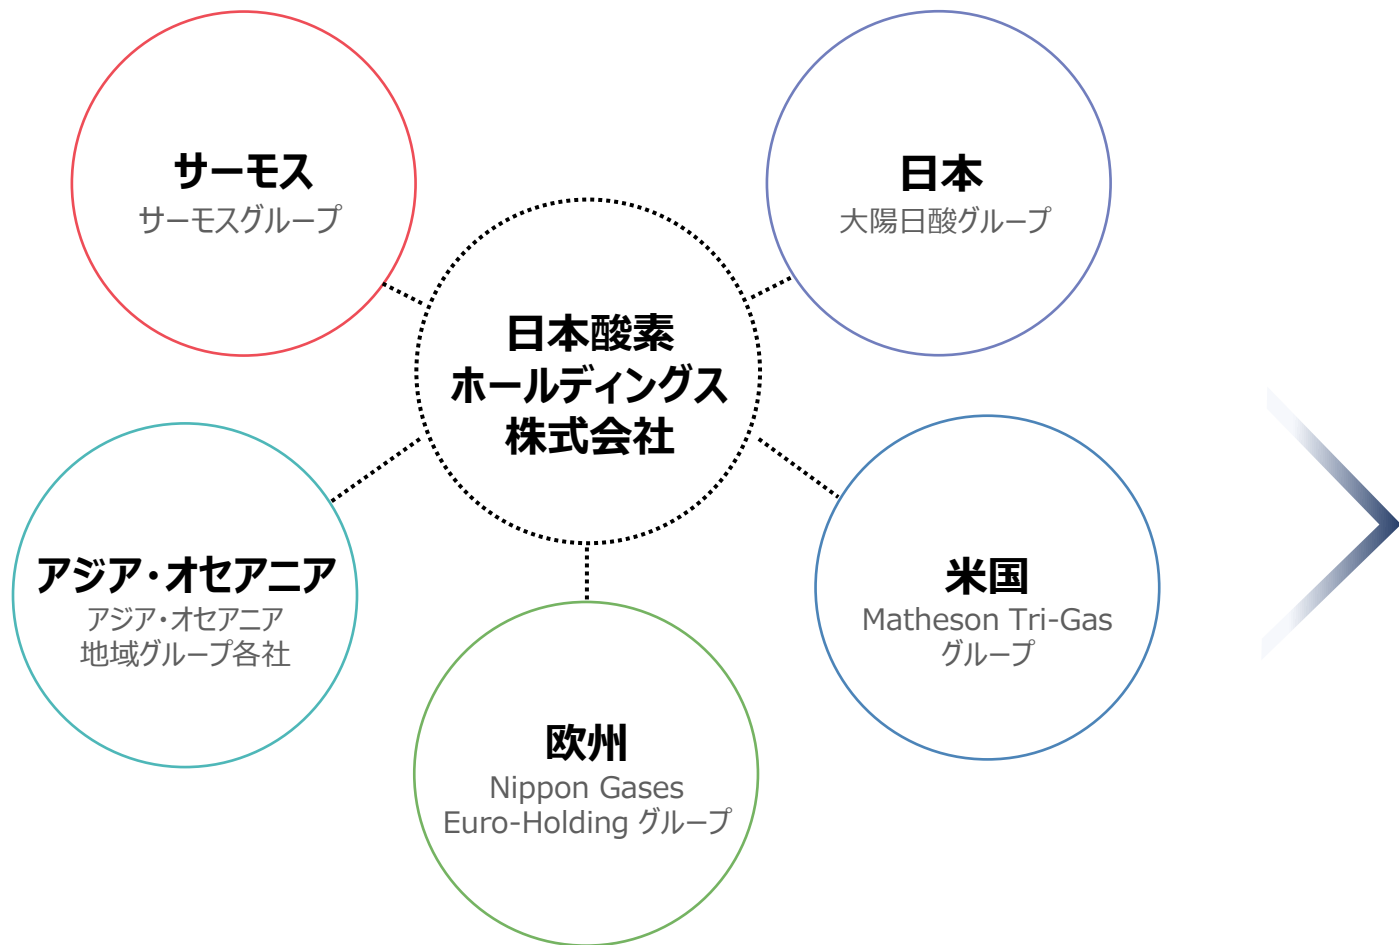 サーモス
サーモスグループ
日本
大陽日酸グループ
日本酸素
ホールディングス
株式会社
アジア・オセアニア
アジア・オセアニア
地域グループ各社
米国
Matheson Tri-Gas
グループ
欧州
Nippon Gases
Euro-Holding グループ